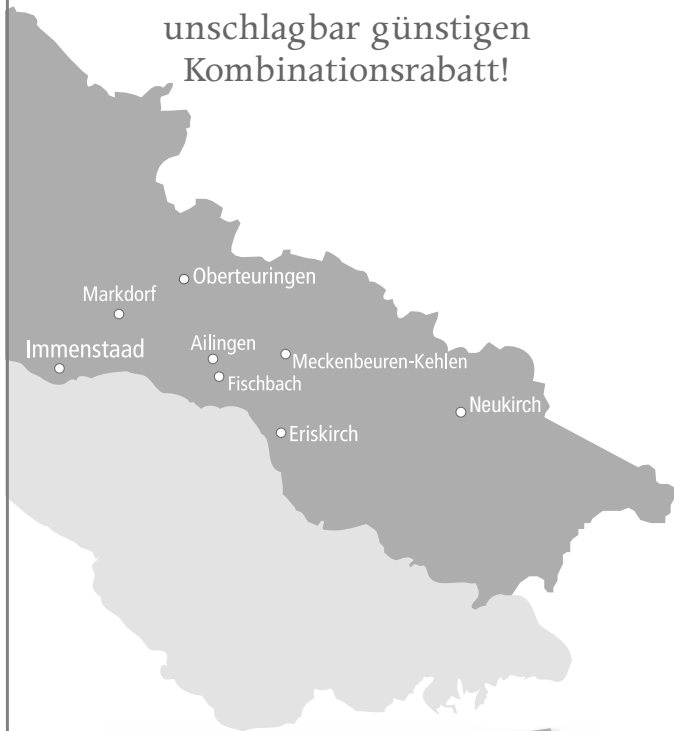 unschlagbar günstigen
Kombinationsrabatt!
Oberteuringen
Markdorf
Immenstaad
Ailingen
Meckenbeuren-Kehlen
Fischbach
Neukirch
Eriskirch